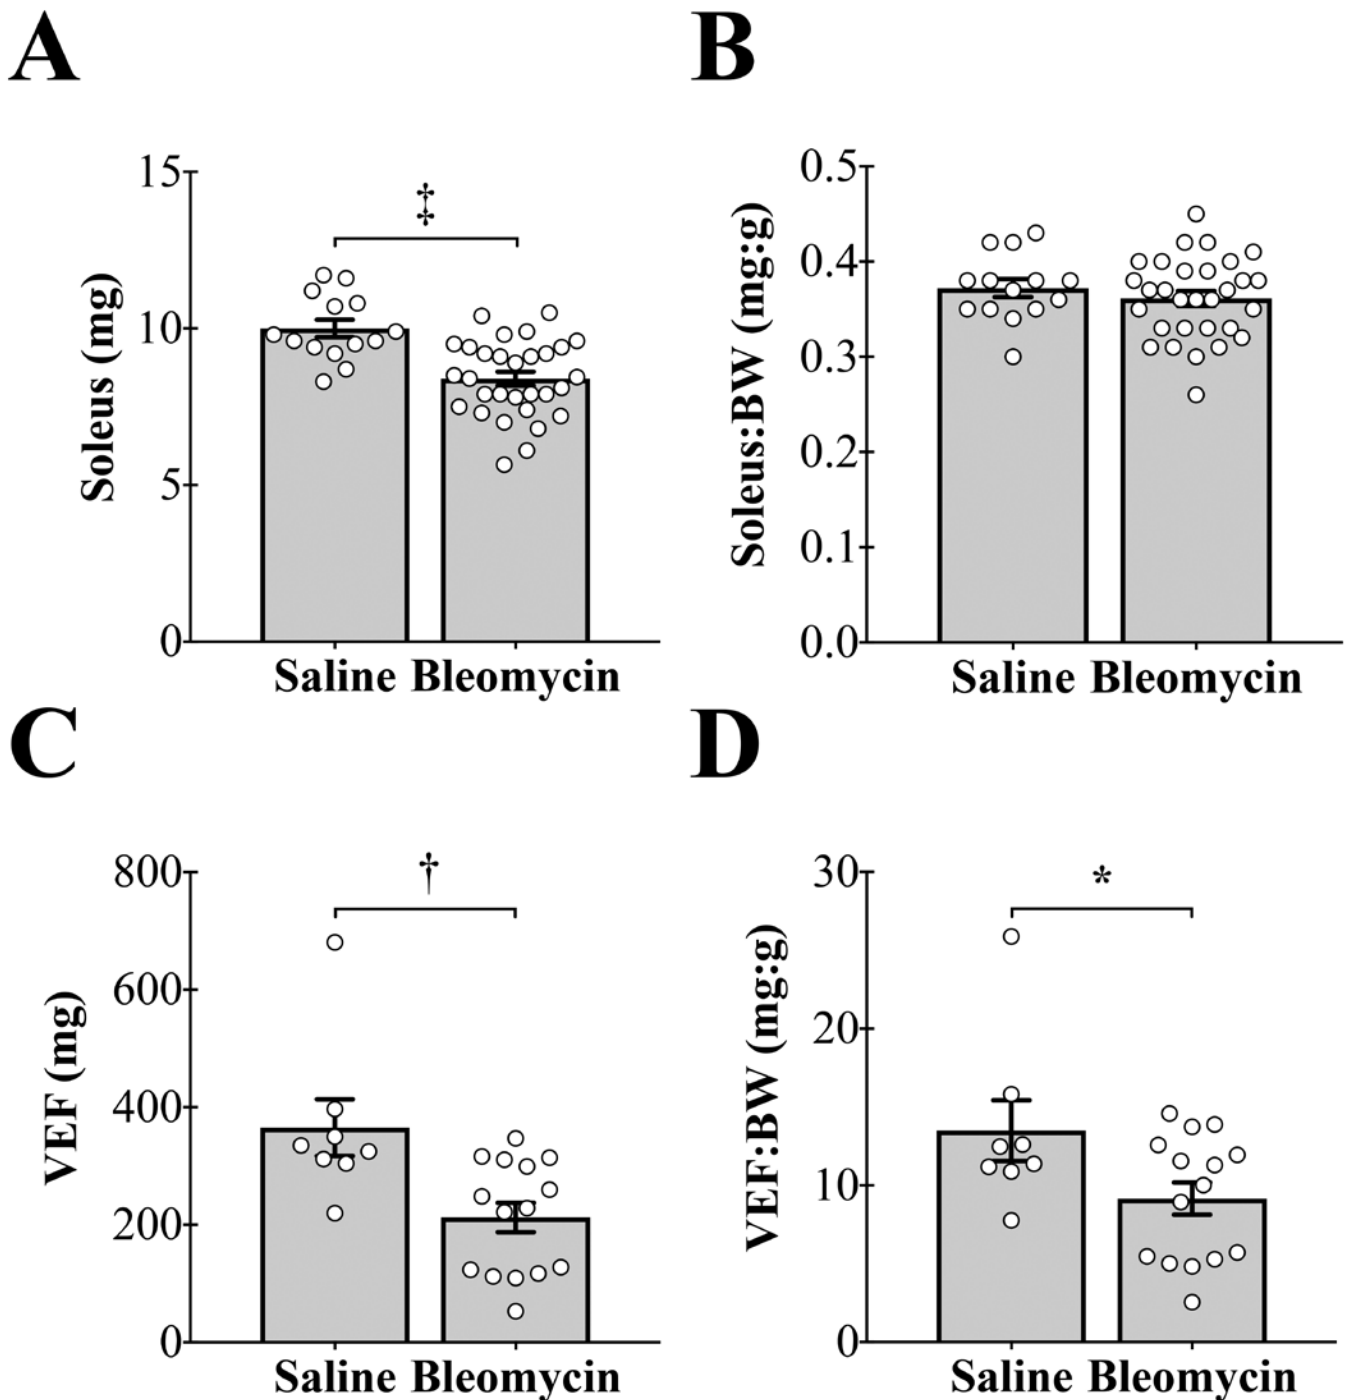 A
Soleus (mg)
15
10
5
0
‡
Saline Bleomycin
B
Soleus:BW (mg:g)
0.5
0.4
0.3
0.2
0.1
0.0
Saline Bleomycin
C
VEF (mg)
800
600
400
200
0
†
Saline Bleomycin
D
VEF:BW (mg:g)
30
20
10
0
*
Saline Bleomycin